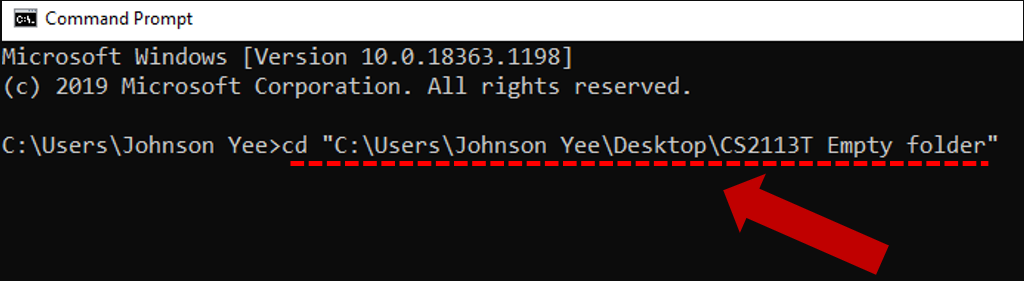 Command Prompt
Microsoft Windows [Version 10.0.18363.1198]
(c) 2019 Microsoft Corporation. All rights reserved.
C:\Users\Johnson Yee>cd "C:\Users\Johnson Yee\Desktop\CS2113T Empty folder"